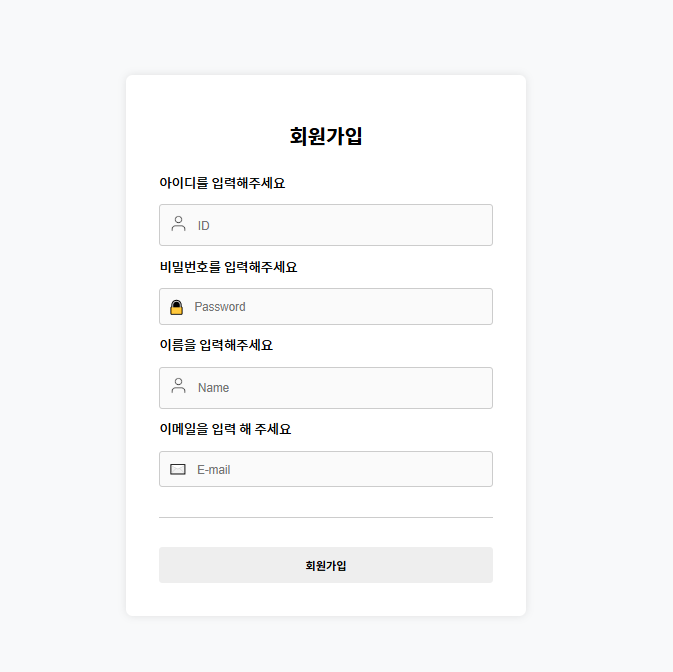 회원가입
아이디를 입력해주세요
ID
비밀번호를 입력해주세요
Password
이름을 입력해주세요
Name
이메일을 입력 해 주세요
E-mail
회원가입